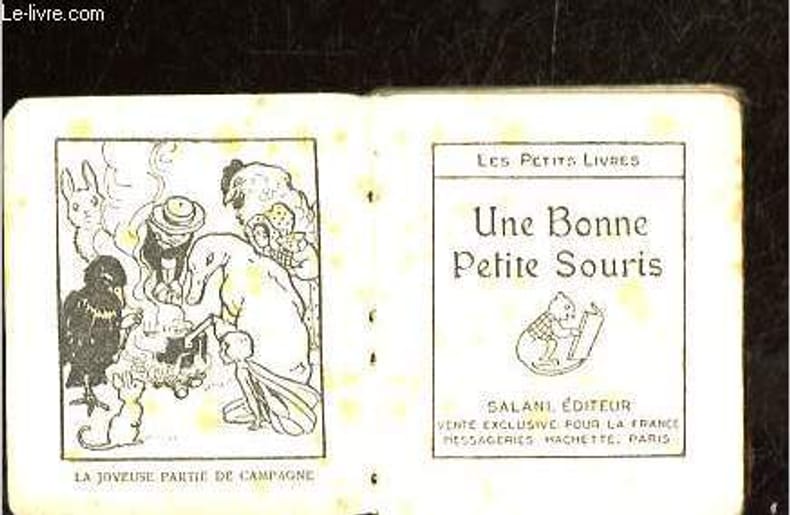 Le-livre.com
LA JOYEUSE PARTIE DE CAMPAGNE
LES PETITS LIVRES
Une Bonne
Petite Souris
SALANI, ÉDITEUR
VENTE EXCLUSIVE POUR LA FRANCE
MESSAGERIES HACHETTE, PARIS